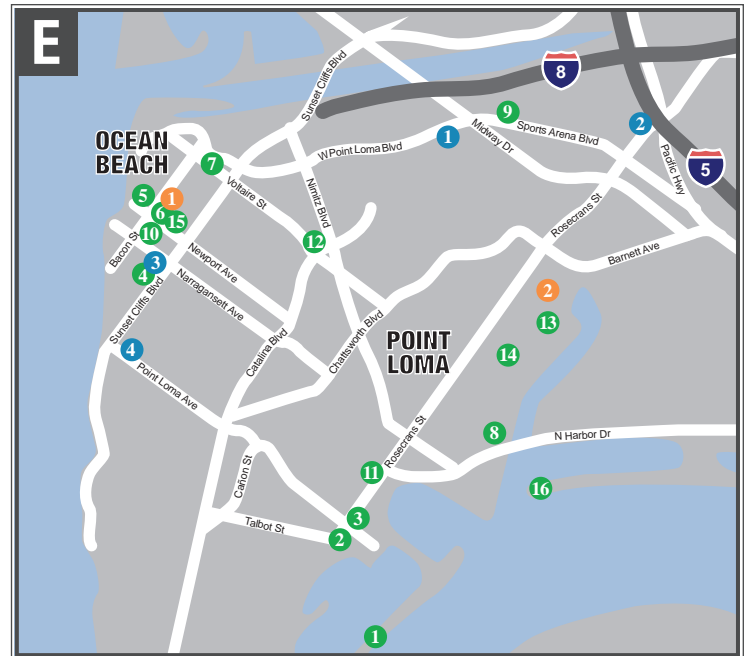 E
8
5
Sunset Cliffs Blvd
9
Sports Arena Blvd
2
1
Midway Dr
Pacific Hwy
OCEAN
BEACH
W Point Loma Blvd
7
Voltaire St
Nimitz Blvd
Rosecrans St
5
1
6
15
10
Bacon St
12
Barnett Ave
3
4
Newport Ave
Narragansett Ave
2
13
Sunset Cliffs Blvd
4
Catalina Blvd
Chattsworth Blvd
POINT
LOMA
14
Point Loma Ave
8
N Harbor Dr
Rosecrans St
11
Cañon St
16
Talbot St
3
2
1